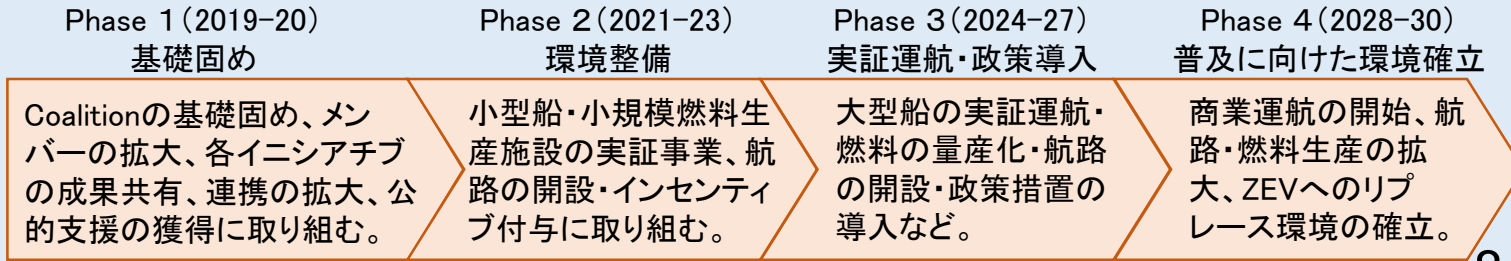 Phase 1(2019-20)
基礎固め
Coalitionの基礎固め、メン
バーの拡大、各イニシアチブ
の成果共有、連携の拡大、公
的支援の獲得に取り組む。
Phase 2(2021-23)
環境整備
小型船・小規模燃料生
産施設の実証事業、航
路の開設・インセンティ
ブ付与に取り組む。
Phase 3(2024-27)
実証運航・政策導入
大型船の実証運航・
燃料の量産化・航路
の開設・政策措置の
導入など。
Phase 4(2028-30)
普及に向けた環境確立
商業運航の開始、航
路・燃料生産の拡
大、ZEVへのリプ
レース環境の確立。